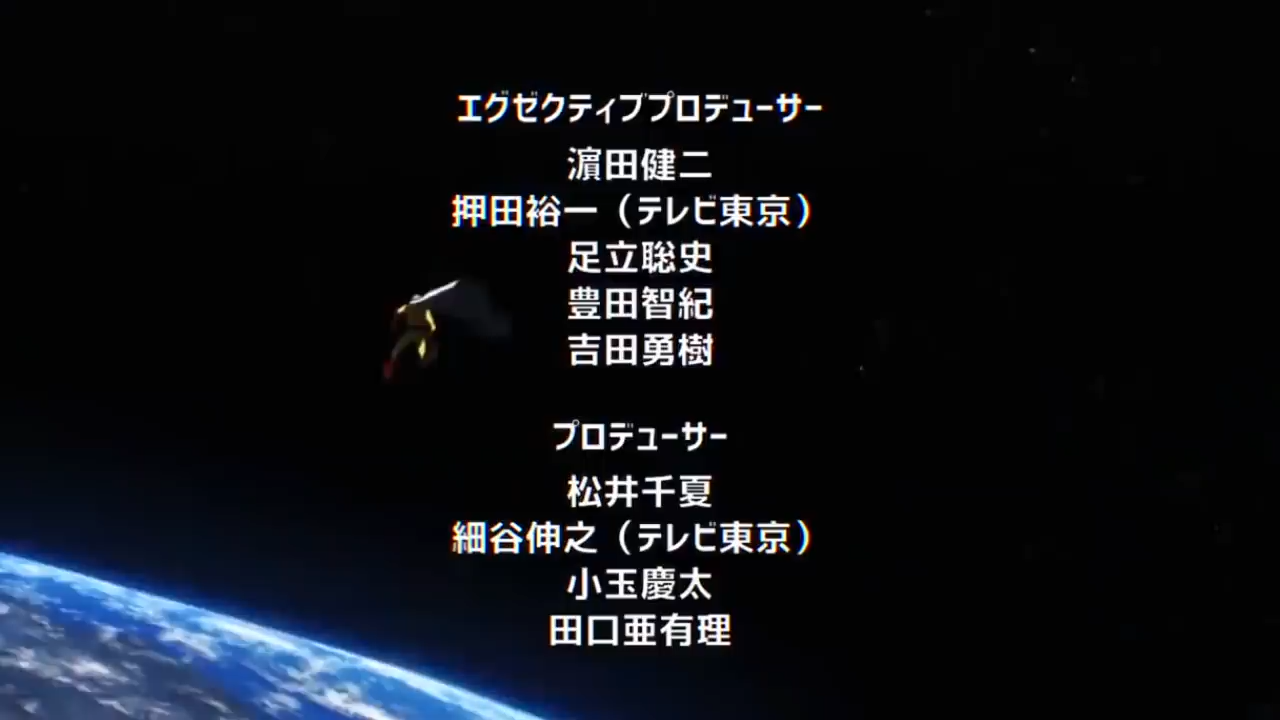 エグゼクティブプロデューサー
濵田健二
押田裕一（テレビ東京）
足立聡史
豊田智紀
吉田勇樹
プロデューサー
松井千夏
細谷伸之（テレビ東京）
小玉慶太
田口亜有理